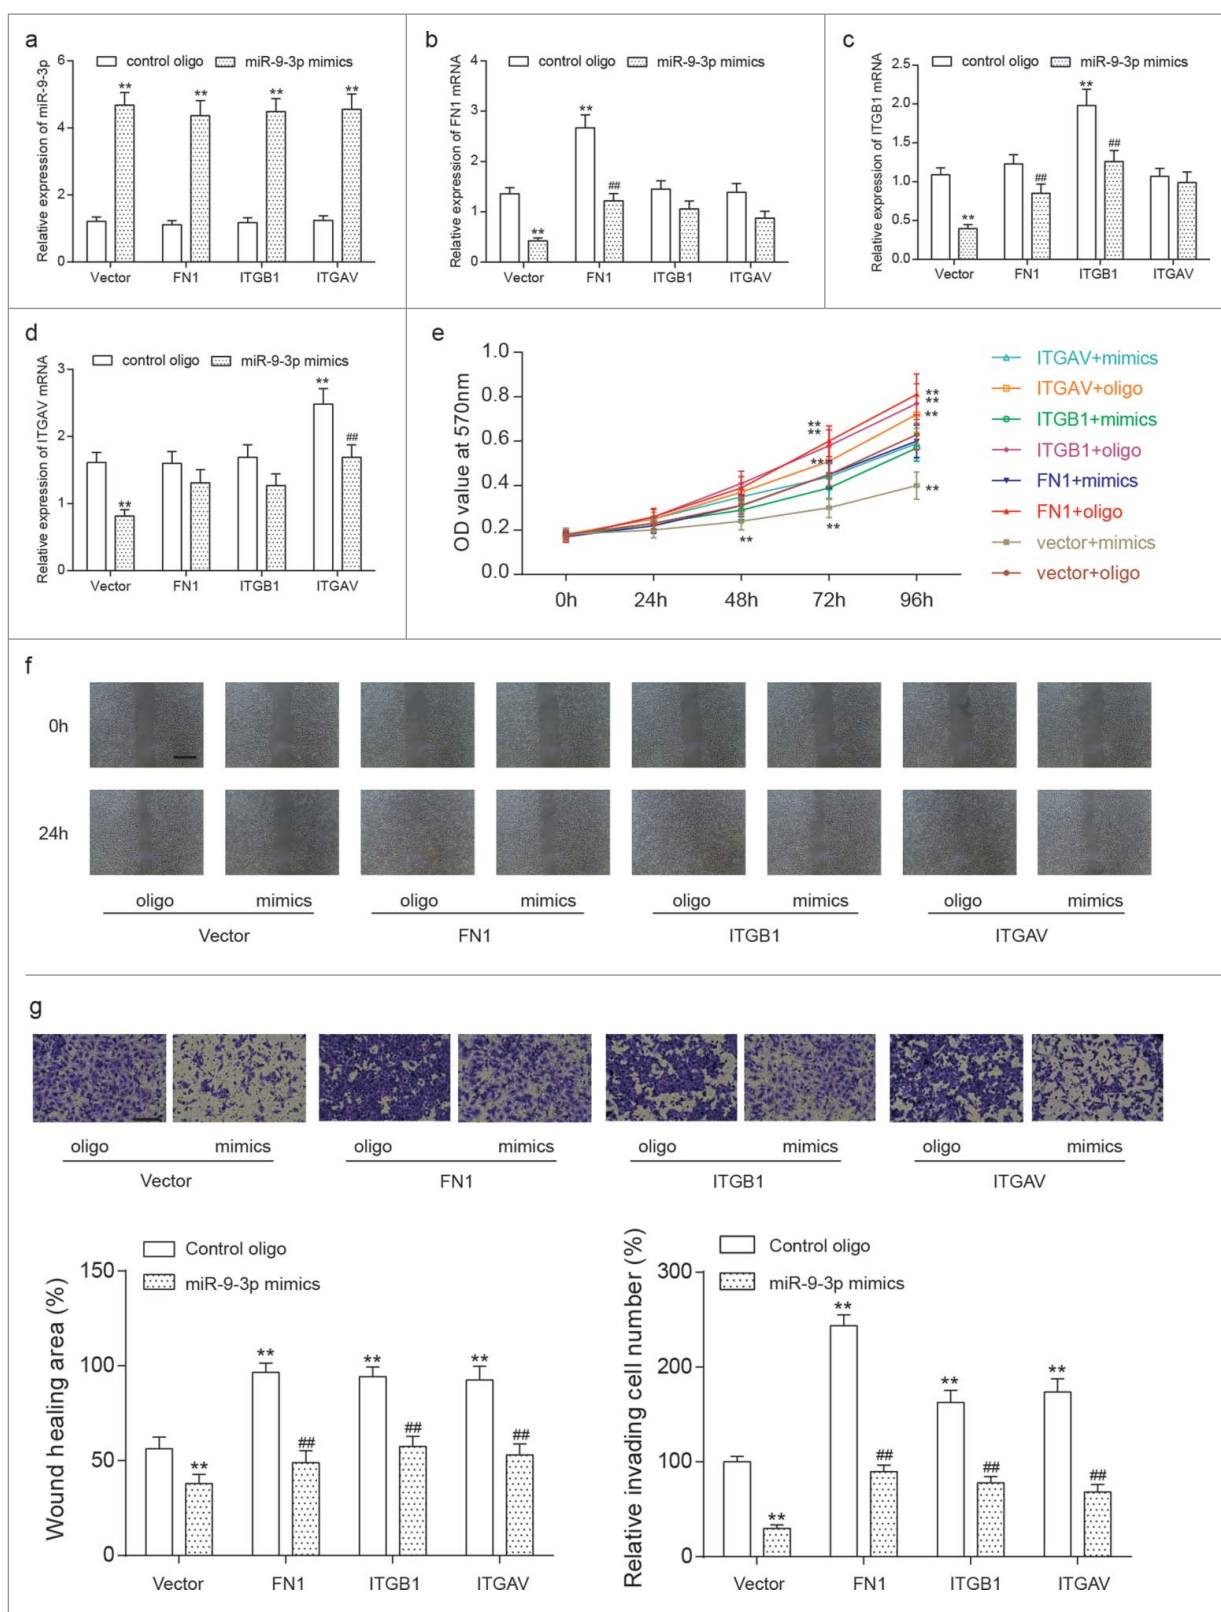 a
control oligo miR-9-3p mimics
Relative expression of miR-9-3p
6
4
2
0
** ** ** **
Vector FN1 ITGB1 ITGAV
b
control oligo miR-9-3p mimics
Relative expression of FN1 mRNA
4
3
2
1
0
**
##
**
Vector FN1 ITGB1 ITGAV
c
control oligo miR-9-3p mimics
Relative expression of ITGB1 mRNA
2.5
2.0
1.5
1.0
0.5
0.0
**
##
##
**
Vector FN1 ITGB1 ITGAV
d
control oligo miR-9-3p mimics
Relative expression of ITGAV mRNA
3
2
1
0
**
##
**
Vector FN1 ITGB1 ITGAV
e
OD value at 570nm
1.0
0.8
0.6
0.4
0.2
0.0
**
**
**
**
**
**
**
**
**
0h 24h 48h 72h 96h
ITGAV+mimics
ITGAV+oligo
ITGB1+mimics
ITGB1+oligo
FN1+mimics
FN1+oligo
vector+mimics
vector+oligo
f
0h
24h
oligo mimics oligo mimics oligo mimics oligo mimics
Vector FN1 ITGB1 ITGAV
g
oligo mimics oligo mimics oligo mimics oligo mimics
Vector FN1 ITGB1 ITGAV
Control oligo
miR-9-3p mimics
Wound healing area (%)
150
100
50
0
** ** **
## ## ##
**
Vector FN1 ITGB1 ITGAV
Control oligo
miR-9-3p mimics
Relative invading cell number (%)
300
200
100
0
**
** **
## ## ##
**
Vector FN1 ITGB1 ITGAV